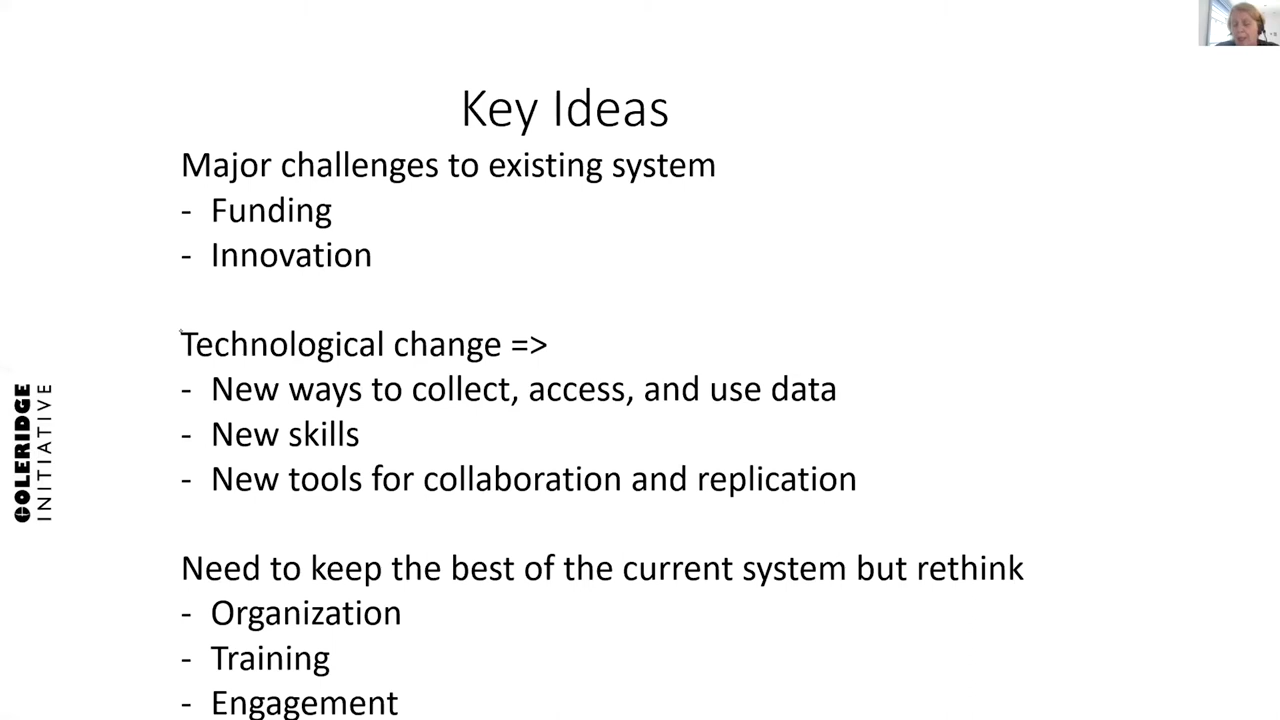 Key Ideas
Major challenges to existing system
- Funding
- Innovation
Technological change =>
- New ways to collect, access, and use data
- New skills
- New tools for collaboration and replication
Need to keep the best of the current system but rethink
- Organization
- Training
- Engagement
COLERIDGE
INITIATIVE